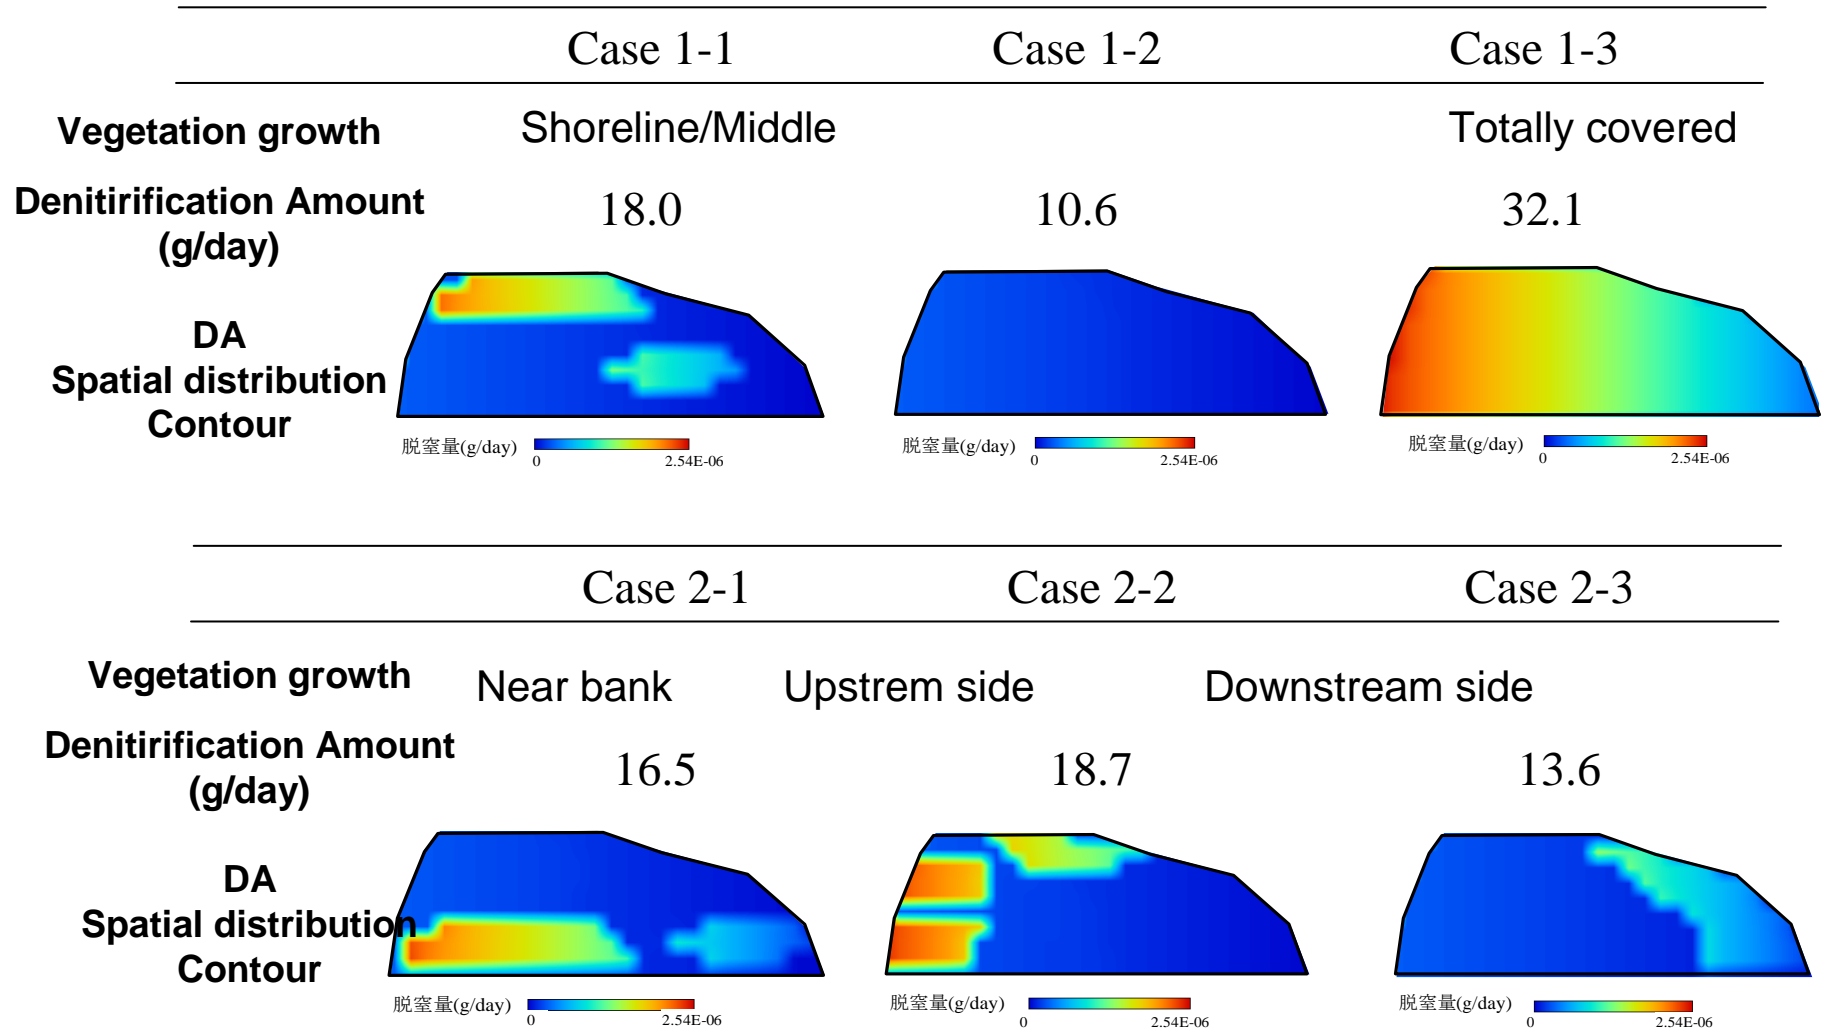 Case 1-1 Case 1-2 Case 1-3
Vegetation growth Shoreline/Middle Totally covered
Denitirification Amount
(g/day)
18.0 10.6 32.1
DA
Spatial distribution
Contour
脱窒量(g/day) 0 2.54E-06
脱窒量(g/day) 0 2.54E-06
脱窒量(g/day) 0 2.54E-06
Case 2-1 Case 2-2 Case 2-3
Vegetation growth Near bank Upstrem side Downstream side
Denitirification Amount
(g/day)
16.5 18.7 13.6
DA
Spatial distribution
Contour
脱窒量(g/day) 0 2.54E-06
脱窒量(g/day) 0 2.54E-06
脱窒量(g/day) 0 2.54E-06